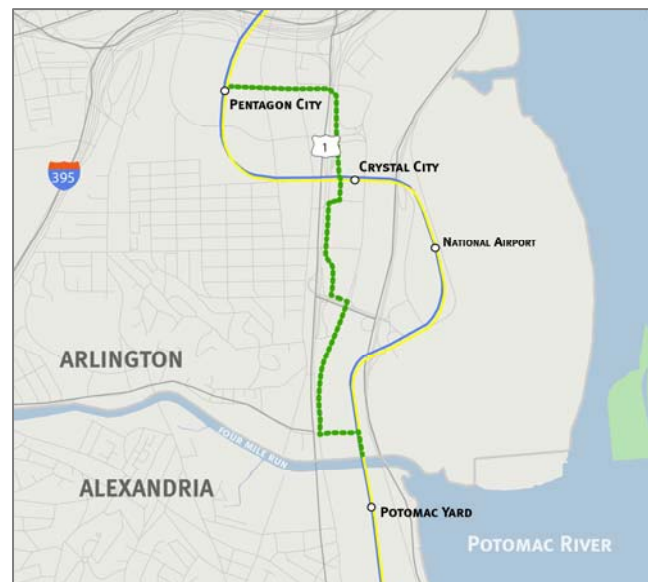 PENTAGON CITY
1
CRYSTAL CITY
395
NATIONAL AIRPORT
ARLINGTON
FOUR MILE RUN
ALEXANDRIA
POTOMAC YARD
POTOMAC RIVER